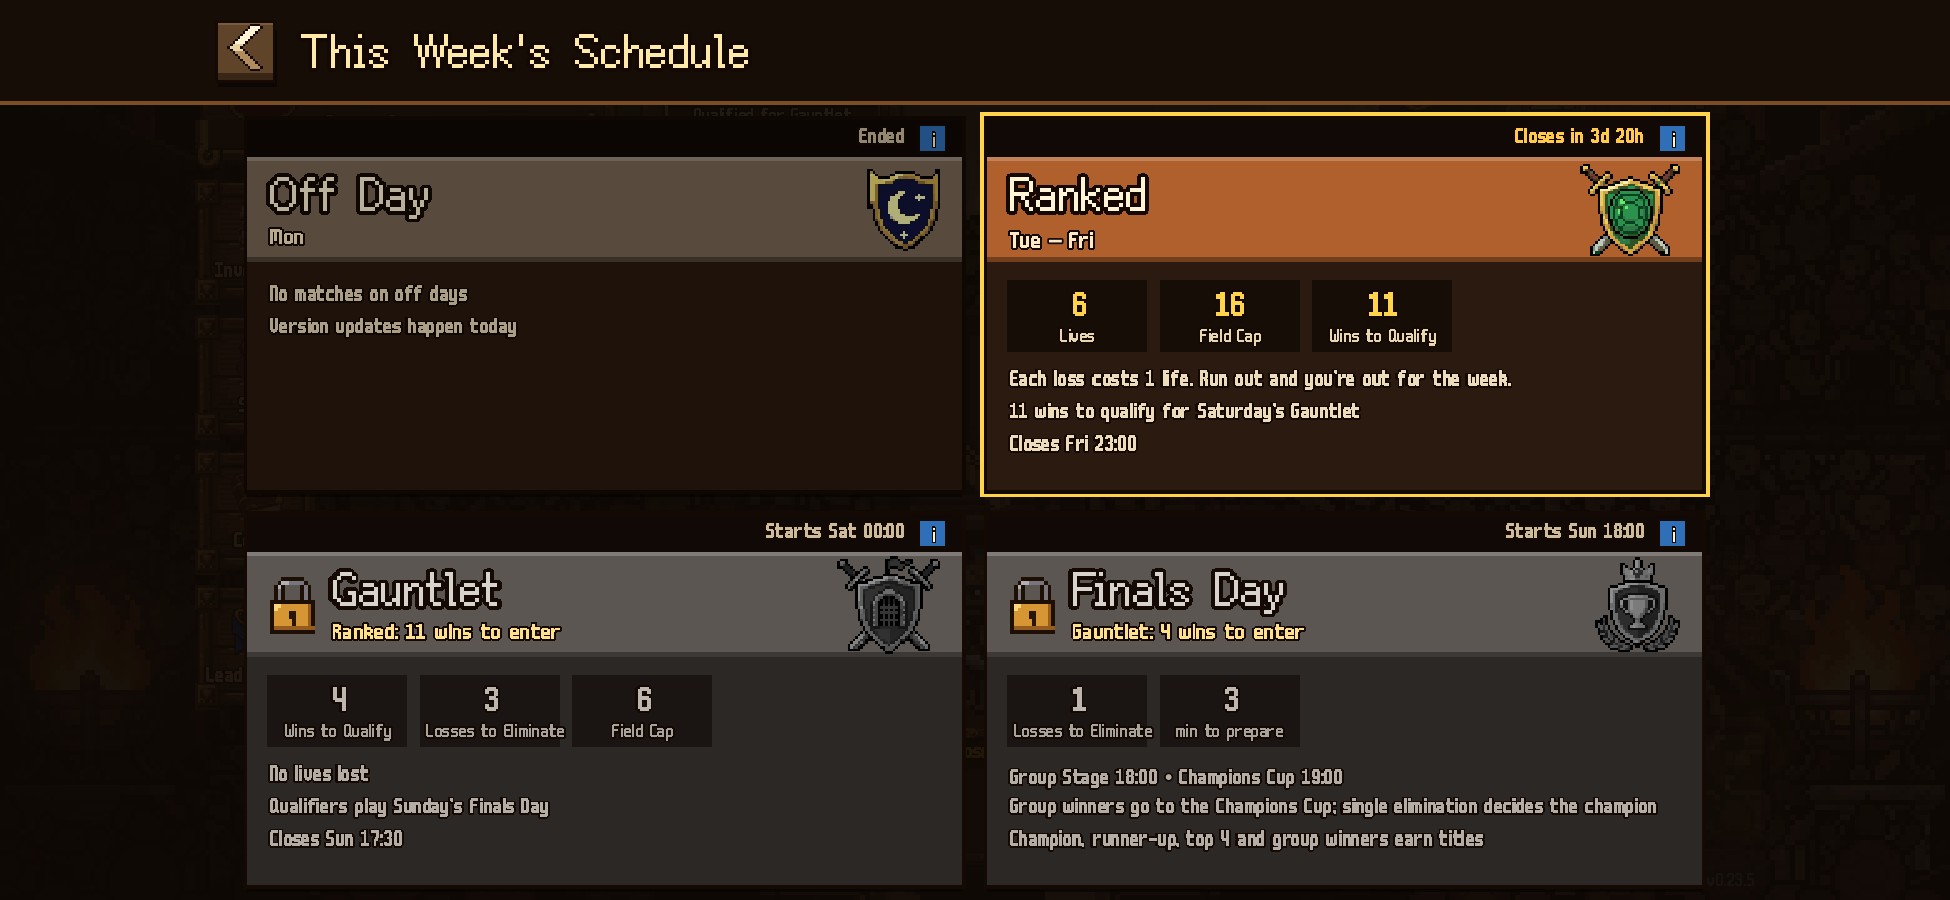 This Week's Schedule
Qualified for Gauntlet
Ended
i
Off Day
Mon
No matches on off days
Version updates happen today
Closes in 3d 20h
i
Ranked
Tue – Fri
6
Lives
16
Field Cap
11
Wins to Qualify
Each loss costs 1 life. Run out and you're out for the week.
11 wins to qualify for Saturday's Gauntlet
Closes Fri 23:00
Starts Sat 00:00
i
Gauntlet
Ranked: 11 wins to enter
4
Wins to Qualify
3
Losses to Eliminate
6
Field Cap
No lives lost
Qualifiers play Sunday's Finals Day
Closes Sun 17:30
Starts Sun 18:00
i
Finals Day
Gauntlet: 4 wins to enter
1
Losses to Eliminate
3
min to prepare
Group Stage 18:00 • Champions Cup 19:00
Group winners go to the Champions Cup; single elimination decides the champion
Champion, runner-up, top 4 and group winners earn titles
v0.23.5